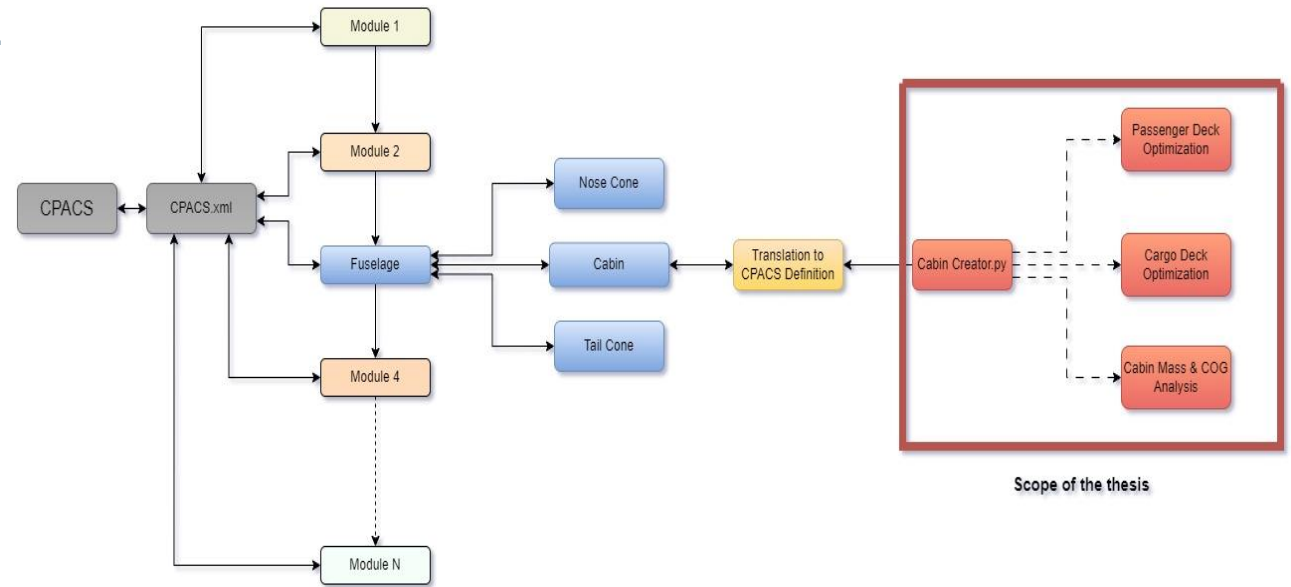 Module 1
Module 2
CPACS
CPACS.xml
Fuselage
Module 4
Module N
Nose Cone
Cabin
Tail Cone
Translation to
CPACS Definition
Cabin Creator.py
Passenger Deck
Optimization
Cargo Deck
Optimization
Cabin Mass & COG
Analysis
Scope of the thesis